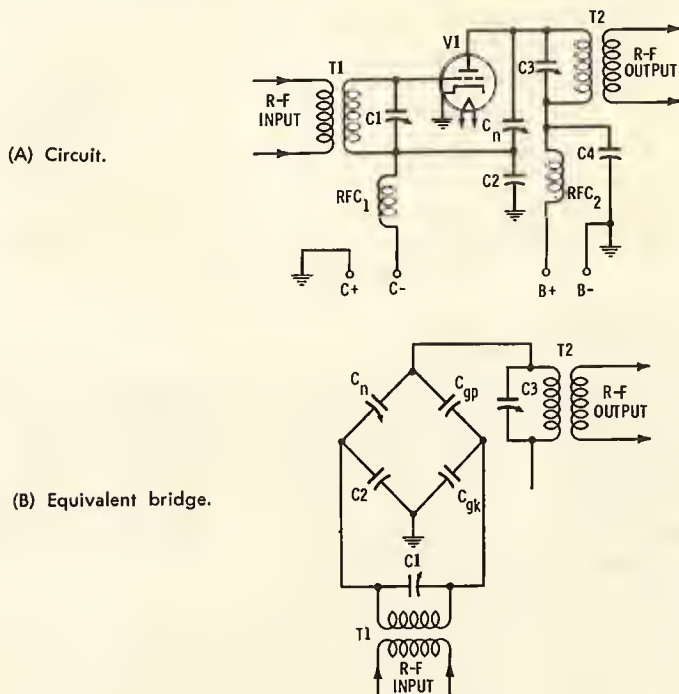 (A) Circuit.
R-F
INPUT
T1
C1
V1
Cn
C2
C3
T2
R-F
OUTPUT
C4
RFC1
RFC2
C+
C-
B+
B-
(B) Equivalent bridge.
Cn
Cgp
C2
Cgk
C1
T1
R-F
INPUT
C3
T2
R-F
OUTPUT